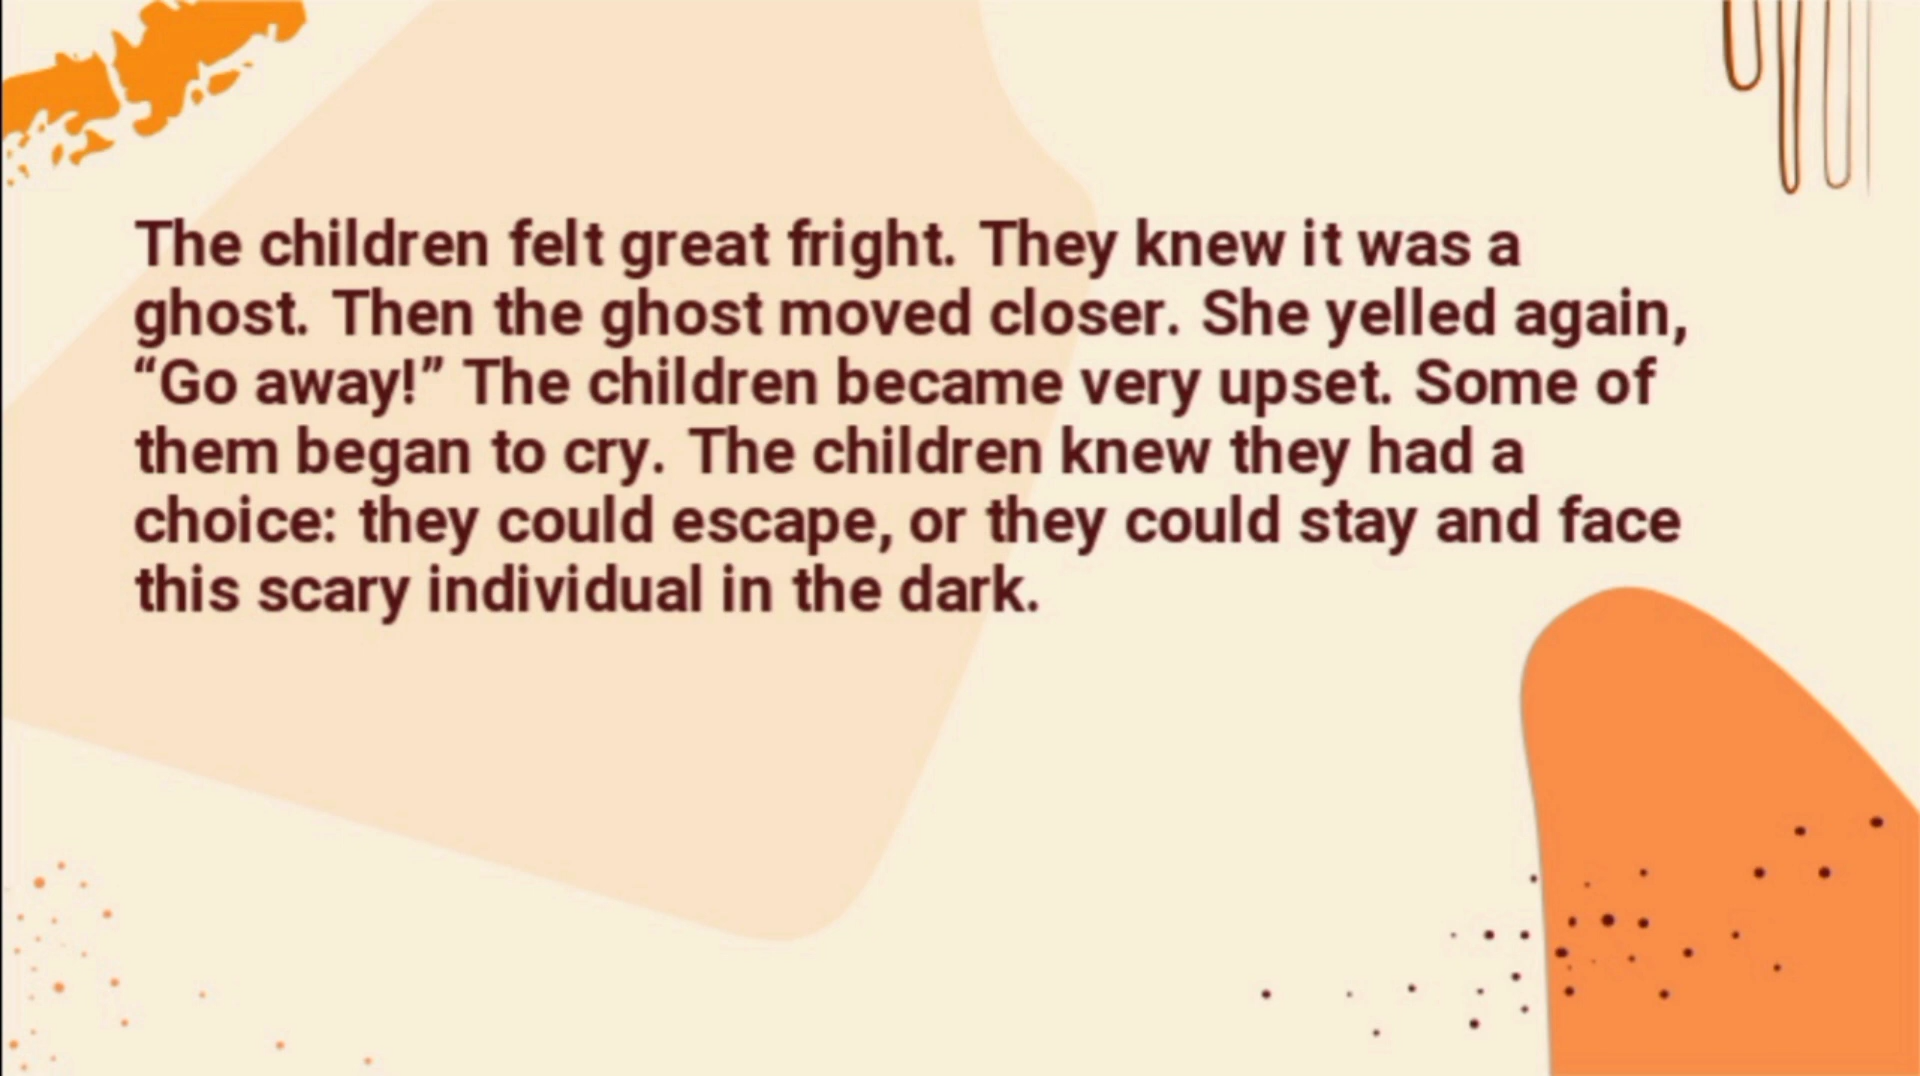 The children felt great fright. They knew it was a
ghost. Then the ghost moved closer. She yelled again,
“Go away!” The children became very upset. Some of
them began to cry. The children knew they had a
choice: they could escape, or they could stay and face
this scary individual in the dark.